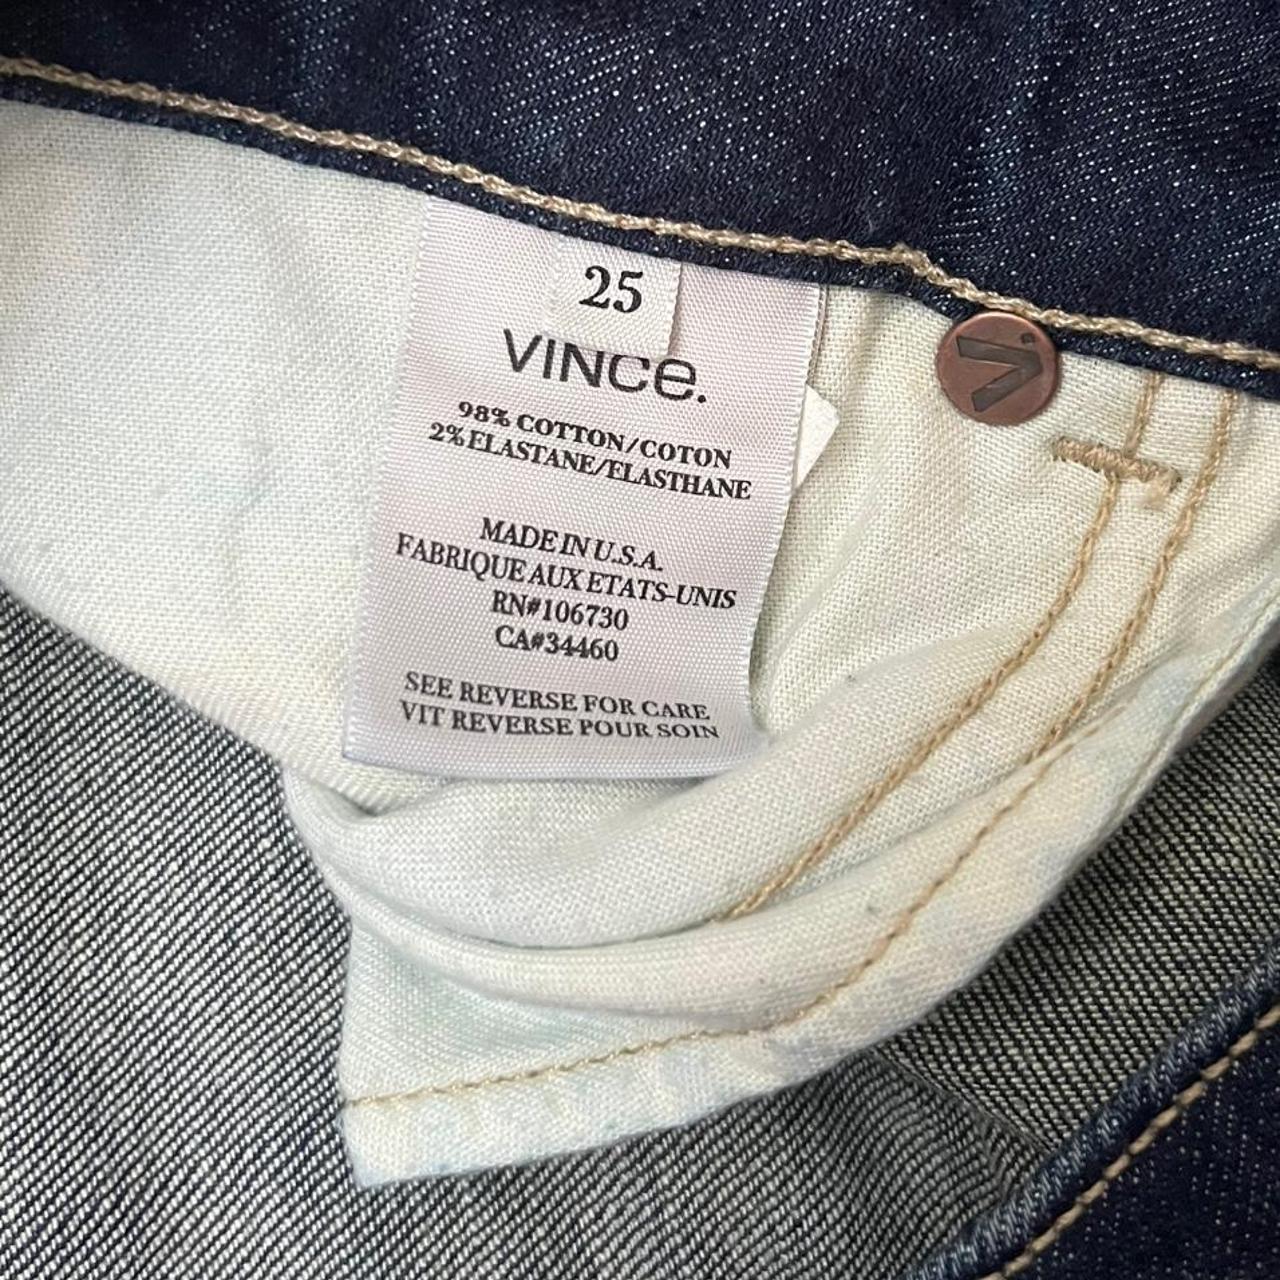 25
VINCe.
98% COTTON/COTON
2% ELASTANE/ELASTHANE
MADE IN U.S.A.
FABRIQUE AUX ETATS-UNIS
RN#106730
CA#34460
SEE REVERSE FOR CARE
VIT REVERSE POUR SOIN